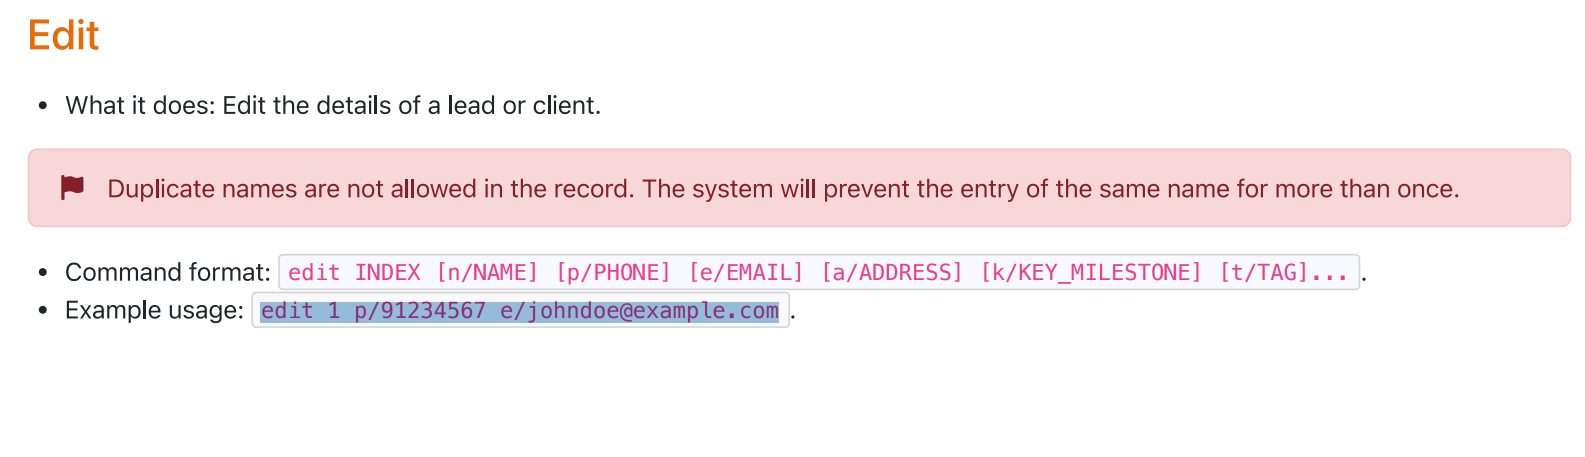 Edit
• What it does: Edit the details of a lead or client.
Duplicate names are not allowed in the record. The system will prevent the entry of the same name for more than once.
• Command format: edit INDEX [n/NAME] [p/PHONE] [e/EMAIL] [a/ADDRESS] [k/KEY_MILESTONE] [t/TAG]... .
• Example usage: edit 1 p/91234567 e/johndoe@example.com .